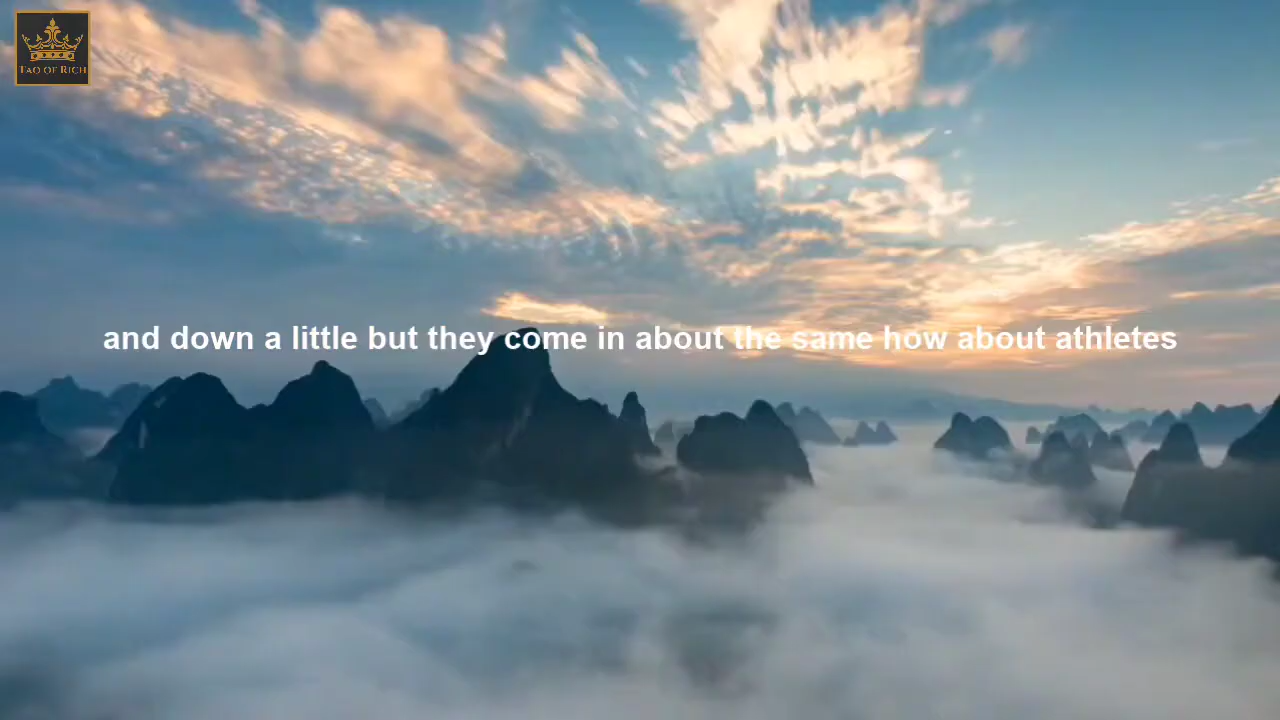 TAO OF RICH
and down a little but they come in about the same how about athletes